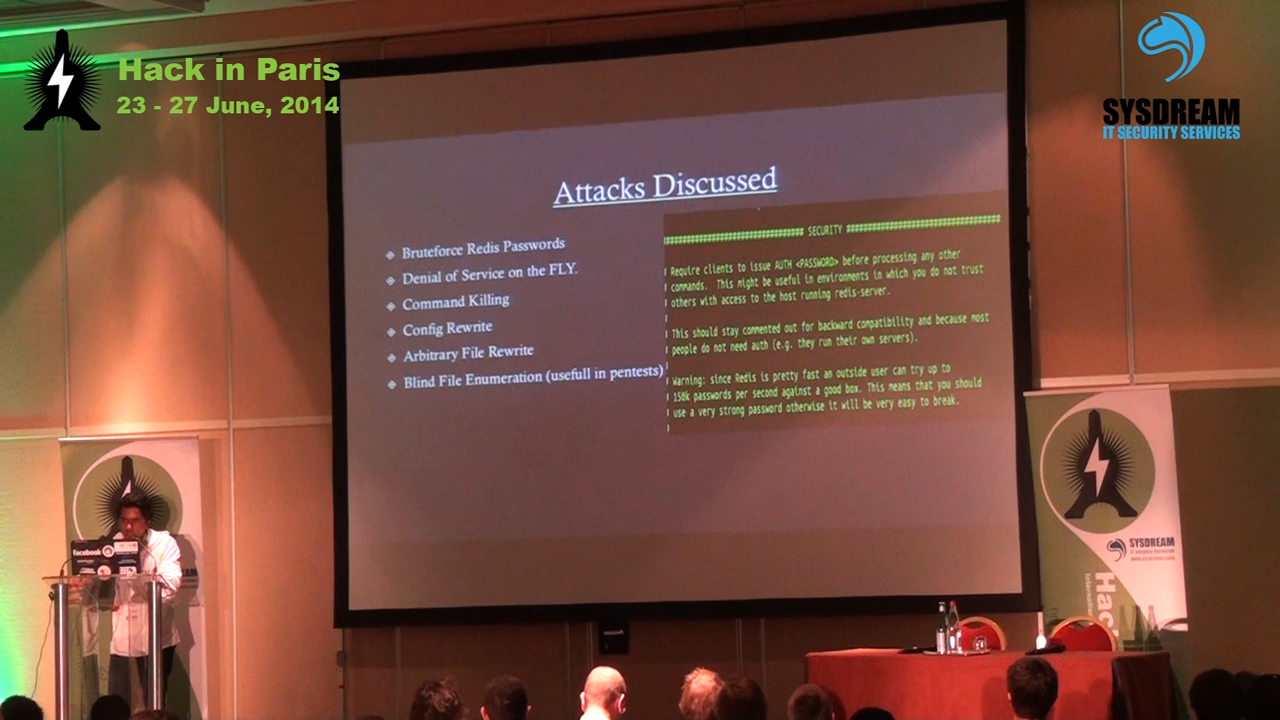 Hack in Paris
23 - 27 June, 2014
SYSDREAM
IT SECURITY SERVICES
Attacks Discussed
Bruteforce Redis Passwords
Denial of Service on the FLY.
Command Killing
Config Rewrite
Arbitrary File Rewrite
Blind File Enumeration (usefull in pentests)
################################## SECURITY ###################################
Require clients to issue AUTH <PASSWORD> before processing any other
commands. This might be useful in environments in which you do not trust
others with access to the host running redis-server.
This should stay commented out for backward compatibility and because most
people do not need auth (e.g. they run their own servers).
Warning: since Redis is pretty fast an outside user can try up to
150k passwords per second against a good box. This means that you should
use a very strong password otherwise it will be very easy to break.
facebook
SYSDREAM
Hac